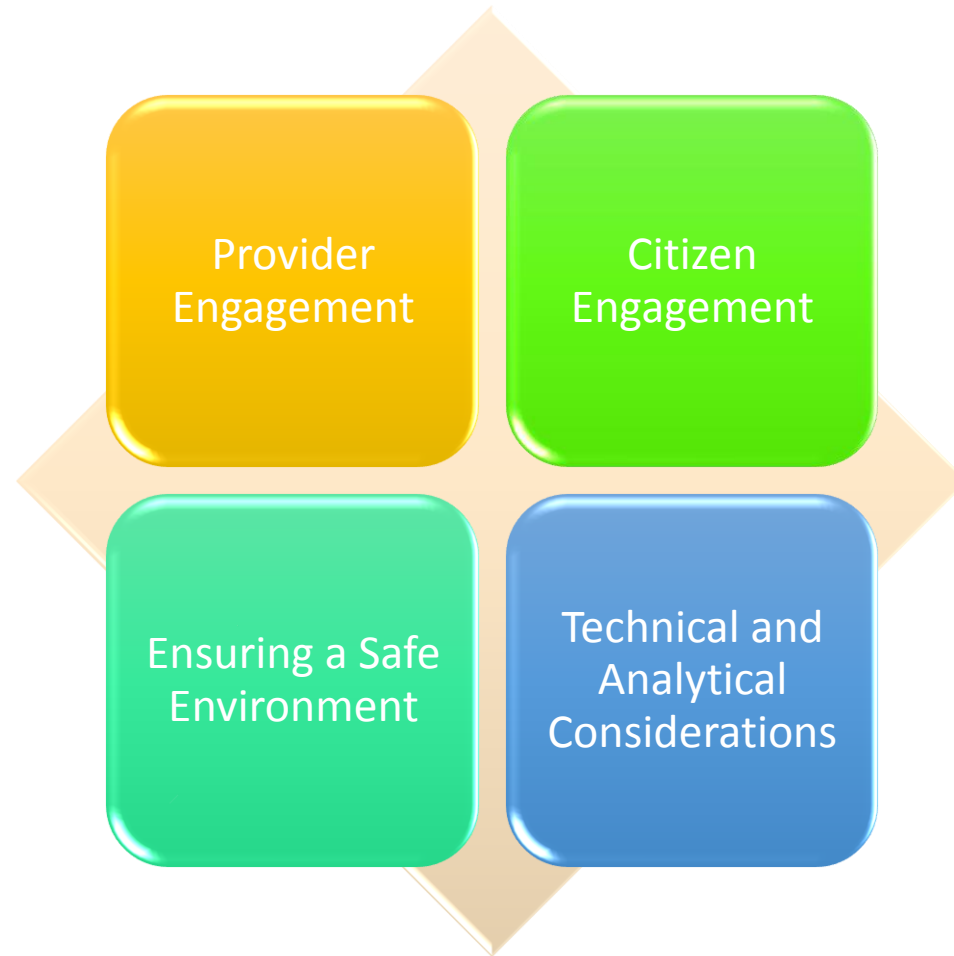 Provider
Engagement
Citizen
Engagement
Ensuring a Safe
Environment
Technical and
Analytical
Considerations